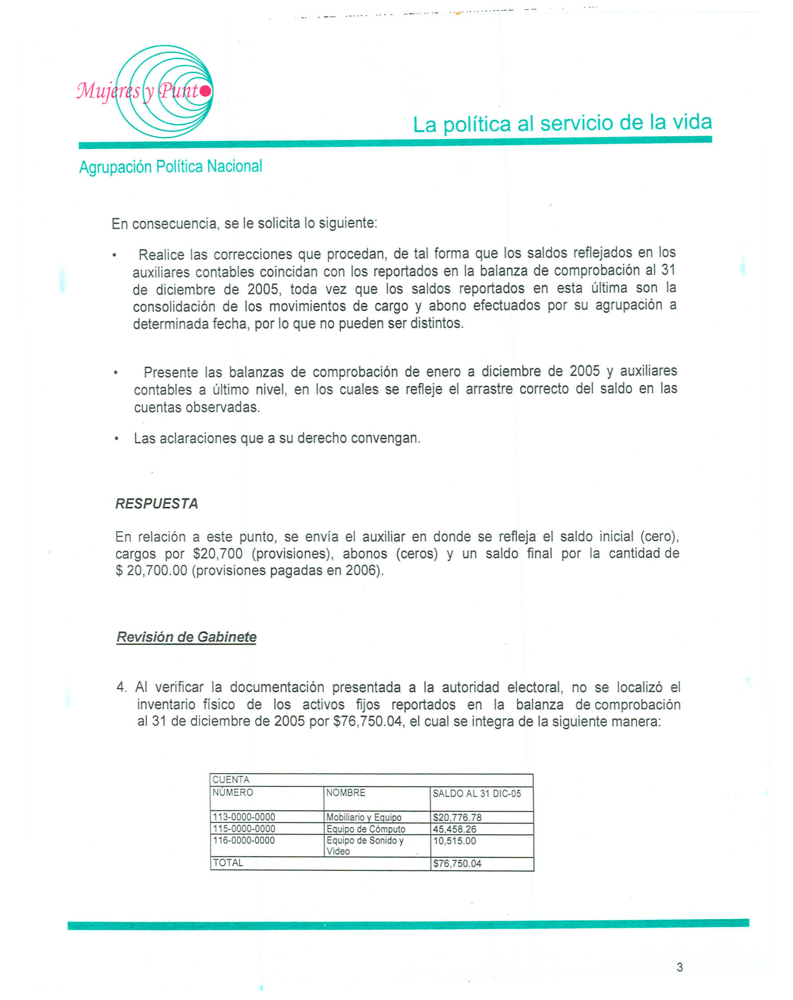 Mujeres y Punto
La política al servicio de la vida
Agrupación Política Nacional
En consecuencia, se le solicita lo siguiente:
• Realice las correcciones que procedan, de tal forma que los saldos reflejados en los
auxiliares contables coincidan con los reportados en la balanza de comprobación al 31
de diciembre de 2005, toda vez que los saldos reportados en esta última son la
consolidación de los movimientos de cargo y abono efectuados por su agrupación a
determinada fecha, por lo que no pueden ser distintos.
• Presente las balanzas de comprobación de enero a diciembre de 2005 y auxiliares
contables a último nivel, en los cuales se refleje el arrastre correcto del saldo en las
cuentas observadas.
• Las aclaraciones que a su derecho convengan.
RESPUESTA
En relación a este punto, se envía el auxiliar en donde se refleja el saldo inicial (cero),
cargos por $20,700 (provisiones), abonos (ceros) y un saldo final por la cantidad de
$ 20,700.00 (provisiones pagadas en 2006).
Revisión de Gabinete
4. Al verificar la documentación presentada a la autoridad electoral, no se localizó el
inventario físico de los activos fijos reportados en la balanza de comprobación
al 31 de diciembre de 2005 por $76,750.04, el cual se integra de la siguiente manera:
CUENTA
NÚMERO NOMBRE SALDO AL 31 DIC-05
113-0000-0000 Mobiliario y Equipo $20,776.78
115-0000-0000 Equipo de Cómputo 45,458.26
116-0000-0000 Equipo de Sonido y 10,515.00
Video
TOTAL $76,750.04
3